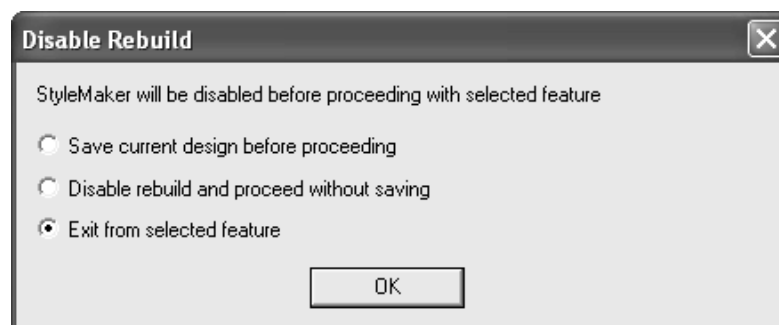 Disable Rebuild
StyleMaker will be disabled before proceeding with selected feature
Save current design before proceeding
Disable rebuild and proceed without saving
Exit from selected feature
OK